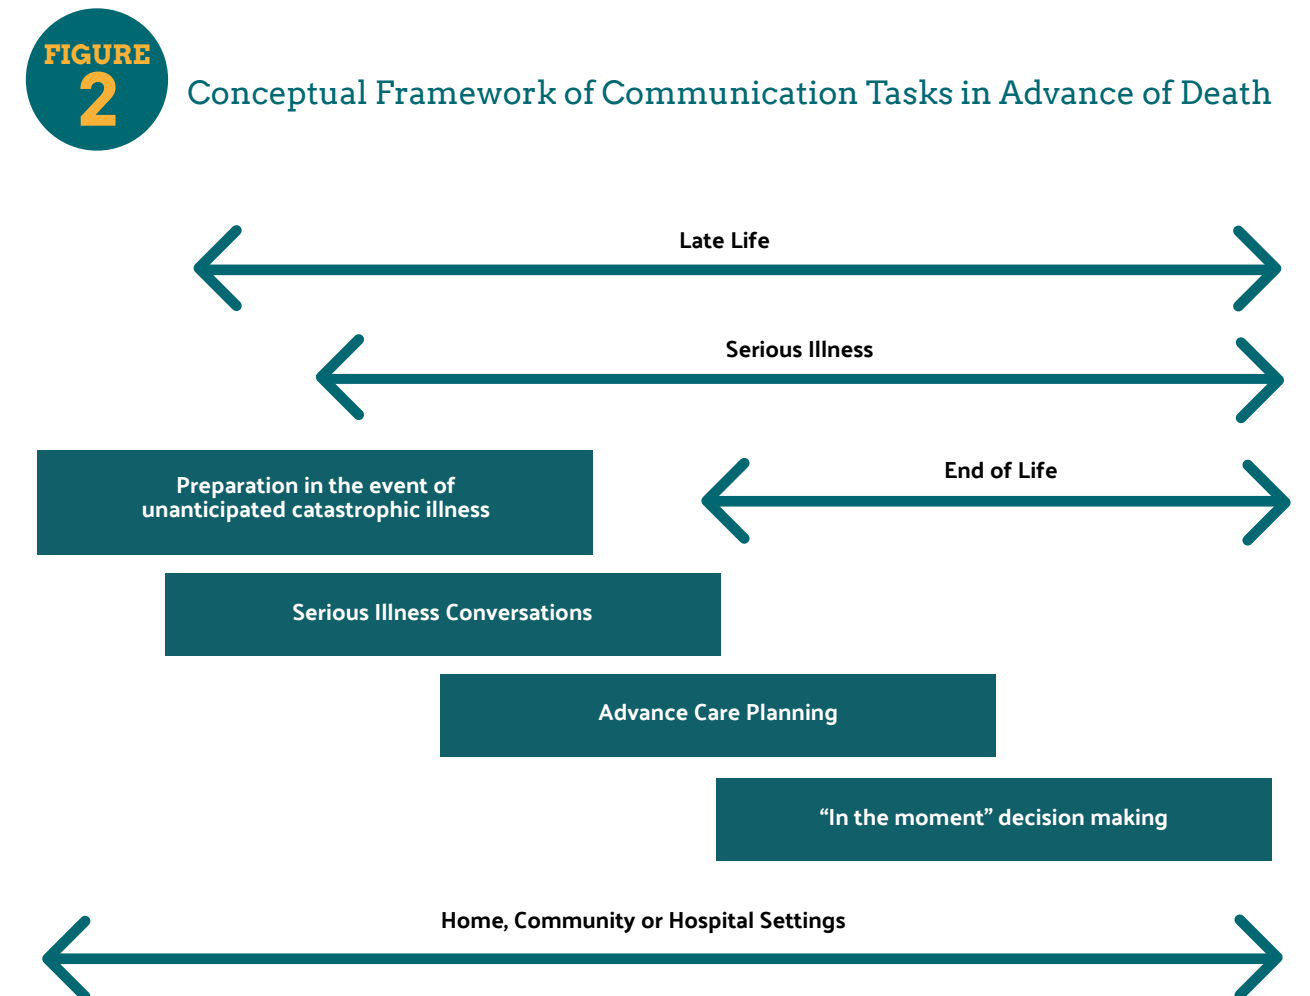 FIGURE
2
Conceptual Framework of Communication Tasks in Advance of Death
Late Life
Serious Illness
Preparation in the event of
unanticipated catastrophic illness
End of Life
Serious Illness Conversations
Advance Care Planning
“In the moment” decision making
Home, Community or Hospital Settings